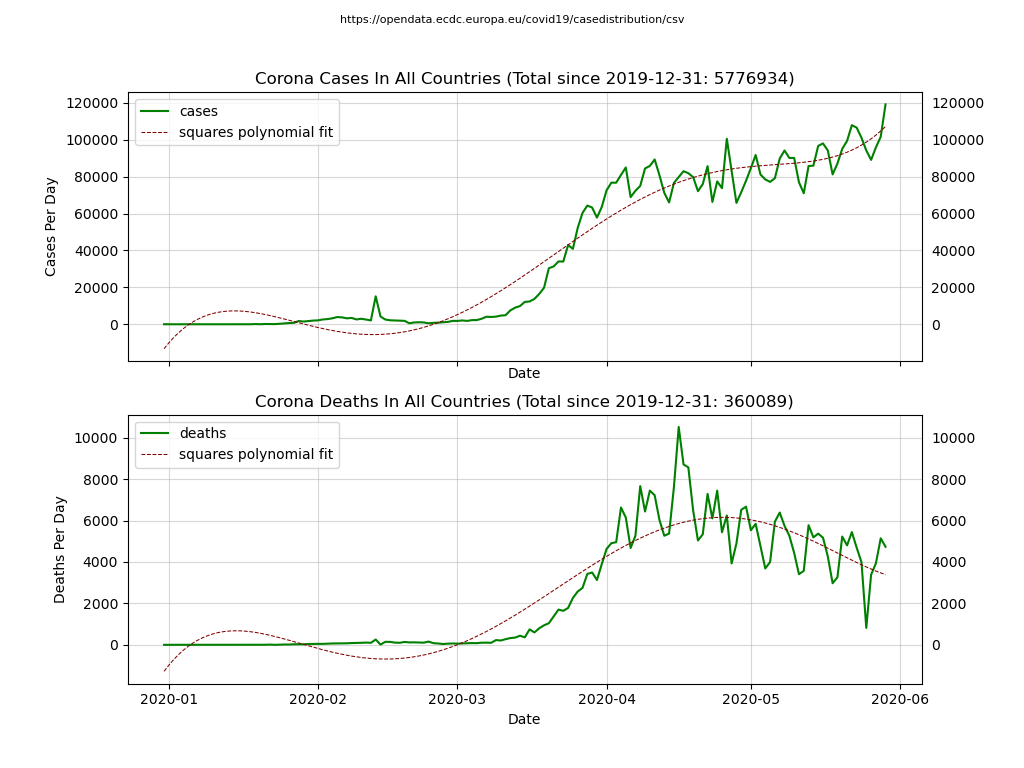 https://opendata.ecdc.europa.eu/covid19/casedistribution/csv
Corona Cases In All Countries (Total since 2019-12-31: 5776934)
cases
squares polynomial fit
Cases Per Day
120000
100000
80000
60000
40000
20000
0
120000
100000
80000
60000
40000
20000
0
Date
Corona Deaths In All Countries (Total since 2019-12-31: 360089)
deaths
squares polynomial fit
Deaths Per Day
10000
8000
6000
4000
2000
0
10000
8000
6000
4000
2000
0
2020-01 2020-02 2020-03 2020-04 2020-05 2020-06
Date